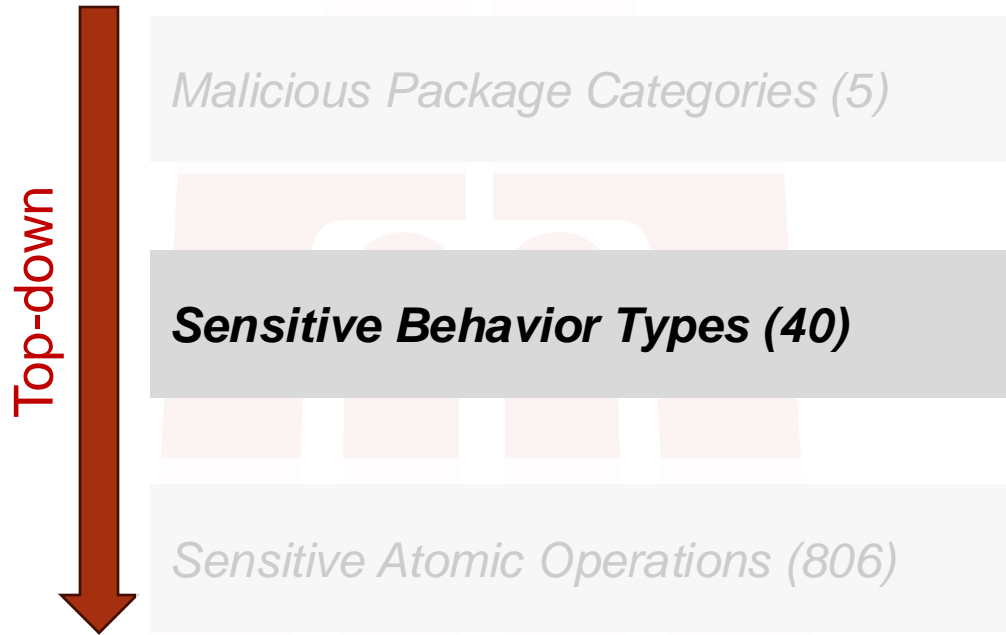 Top-down
Malicious Package Categories (5)
Sensitive Behavior Types (40)
Sensitive Atomic Operations (806)